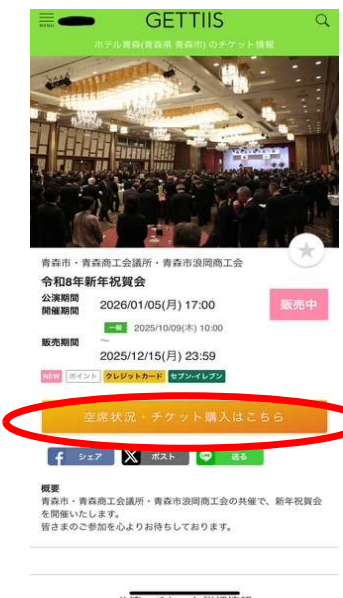 MENU
GETTIIS
ホテル青森(青森県 青森市) のチケット情報
青森市・青森商工会議所・青森市浪岡商工会
令和8年新年祝賀会
公演期間
開催期間
2026/01/05(月) 17:00
販売中
販売期間
一般 2025/10/09(木) 10:00
～
2025/12/15(月) 23:59
NEW ポイント クレジットカード セブン-イレブン
空席状況・チケット購入はこちら
シェア ポスト 送る
概要
青森市・青森商工会議所・青森市浪岡商工会の共催で、新年祝賀会
を開催いたします。
皆さまのご参加を心よりお待ちしております。